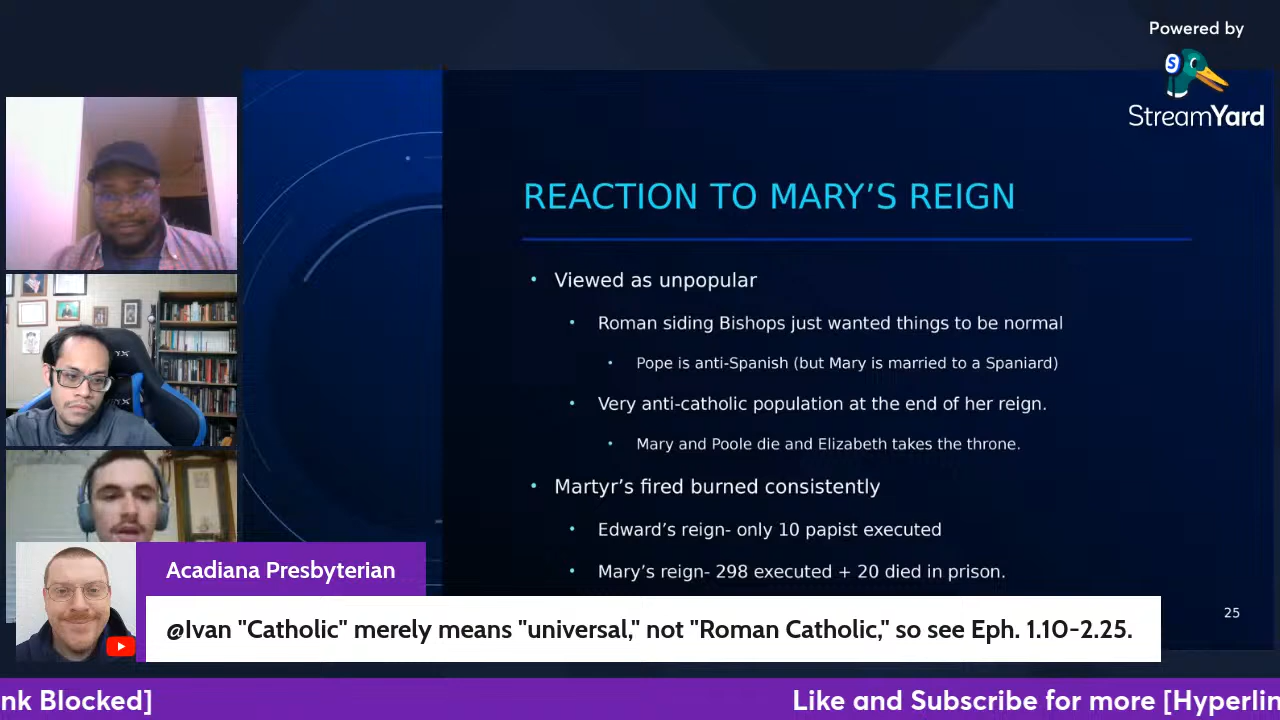 Powered by
StreamYard
REACTION TO MARY’S REIGN
• Viewed as unpopular
• Roman siding Bishops just wanted things to be normal
• Pope is anti-Spanish (but Mary is married to a Spaniard)
• Very anti-catholic population at the end of her reign.
• Mary and Poole die and Elizabeth takes the throne.
• Martyr’s fired burned consistently
• Edward’s reign- only 10 papist executed
• Mary’s reign- 298 executed + 20 died in prison.
25
Acadiana Presbyterian
@Ivan "Catholic" merely means "universal," not "Roman Catholic," so see Eph. 1.10-2.25.
nk Blocked] Like and Subscribe for more [Hyperlin